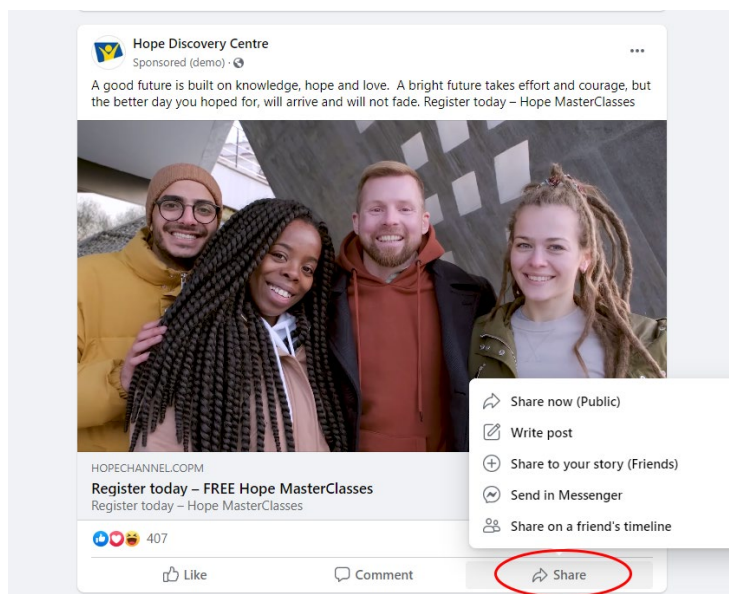 Hope Discovery Centre
Sponsored (demo) ·
A good future is built on knowledge, hope and love.  A bright future takes effort and courage, but
the better day you hoped for, will arrive and will not fade. Register today – Hope MasterClasses
Share now (Public)
Write post
Share to your story (Friends)
Send in Messenger
Share on a friend's timeline
HOPECHANNEL.COPM
Register today – FREE Hope MasterClasses
Register today – Hope MasterClasses
407
Like Comment Share